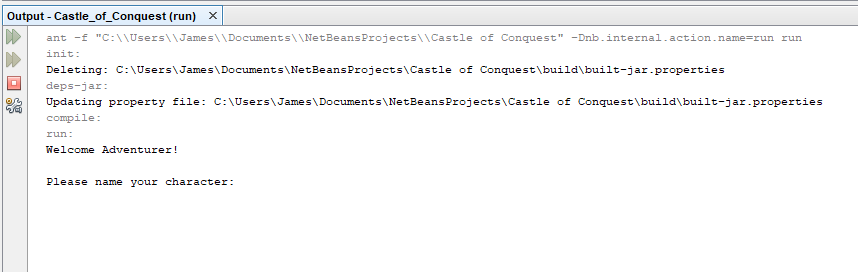 Output - Castle_of_Conquest (run)
ant -f "C:\\Users\\James\\Documents\\NetBeansProjects\\Castle of Conquest" -Dnb.internal.action.name=run run
init:
Deleting: C:\Users\James\Documents\NetBeansProjects\Castle of Conquest\build\built-jar.properties
deps-jar:
Updating property file: C:\Users\James\Documents\NetBeansProjects\Castle of Conquest\build\built-jar.properties
compile:
run:
Welcome Adventurer!
Please name your character: